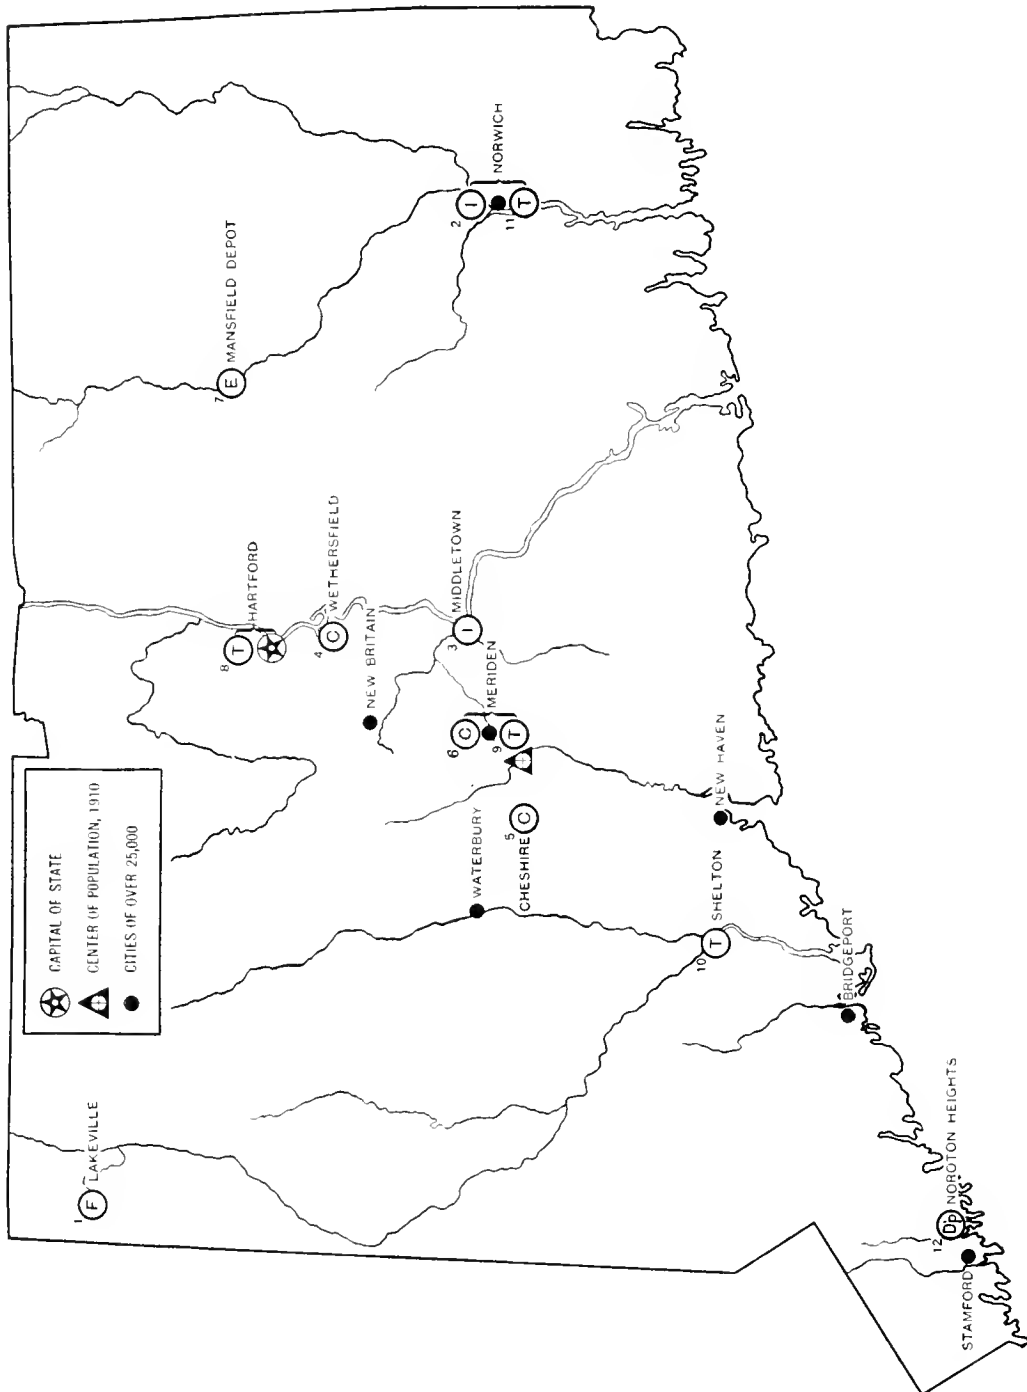 CAPITAL OF STATE
CENTER OF POPULATION, 1910
CITIES OF OVER 25,000
1
F
LAKEVILLE
7
E
MANSFIELD DEPOT
8
T
HARTFORD
4
C
WETHERSFIELD
NEW BRITAIN
2
I
11
T
NORWICH
3
I
MIDDLETOWN
6
C
9
T
MERIDEN
WATERBURY
5
C
CHESHIRE
10
T
SHELTON
NEW HAVEN
BRIDGEPORT
12
Dp
NOROTON HEIGHTS
STAMFORD